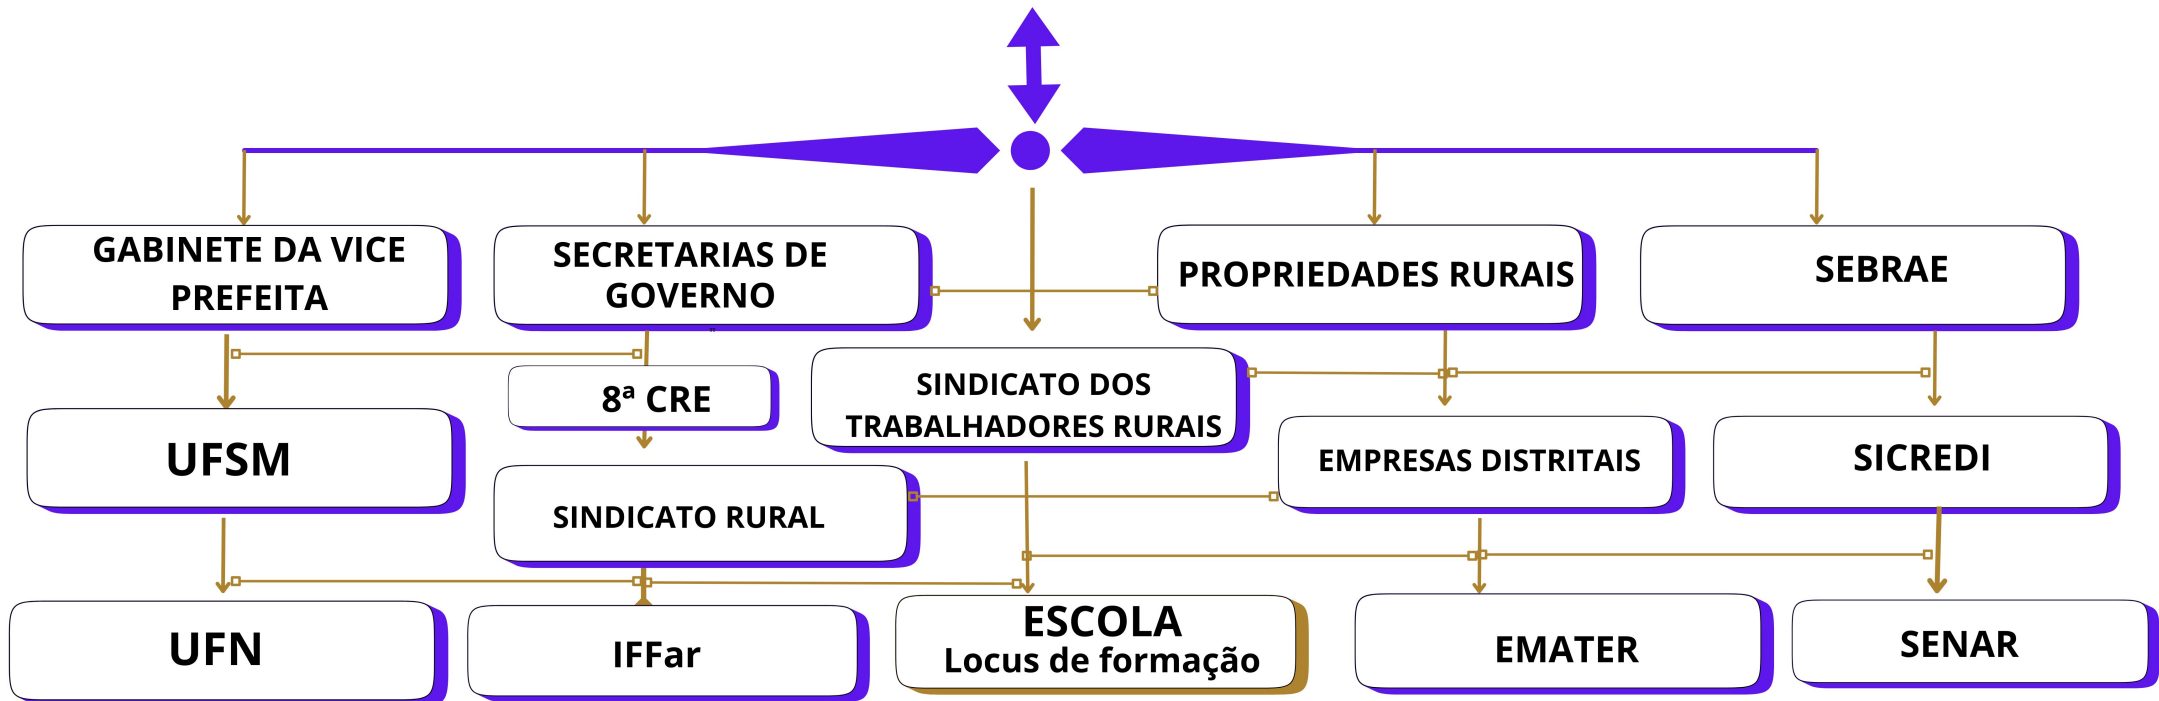 GABINETE DA VICE
PREFEITA
SECRETARIAS DE
GOVERNO
"
PROPRIEDADES RURAIS
SEBRAE
8ª CRE
SINDICATO DOS
TRABALHADORES RURAIS
UFSM
EMPRESAS DISTRITAIS
SICREDI
SINDICATO RURAL
UFN
IFFar
ESCOLA
Locus de formação
EMATER
SENAR